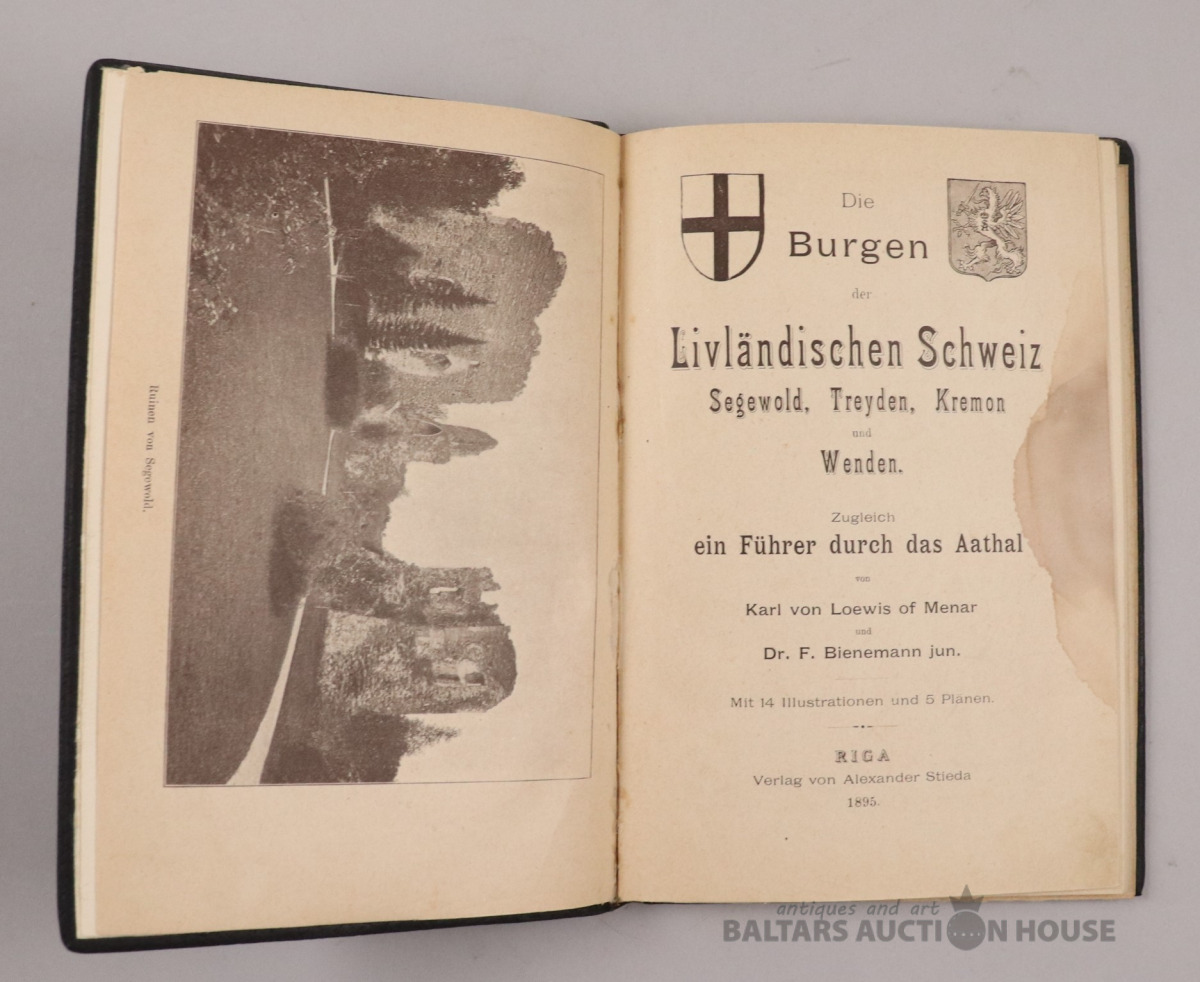 Ruinen von Segewold.
Die
Burgen
der
Livländischen Schweiz
Segewold, Treyden, Kremon
und
Wenden.
Zugleich
ein Führer durch das Aathal
von
Karl von Loewis of Menar
und
Dr. F. Bienemann jun.
Mit 14 Illustrationen und 5 Plänen.
RIGA
Verlag von Alexander Stieda
1895.
antiques and art
BALTARS AUCTION HOUSE